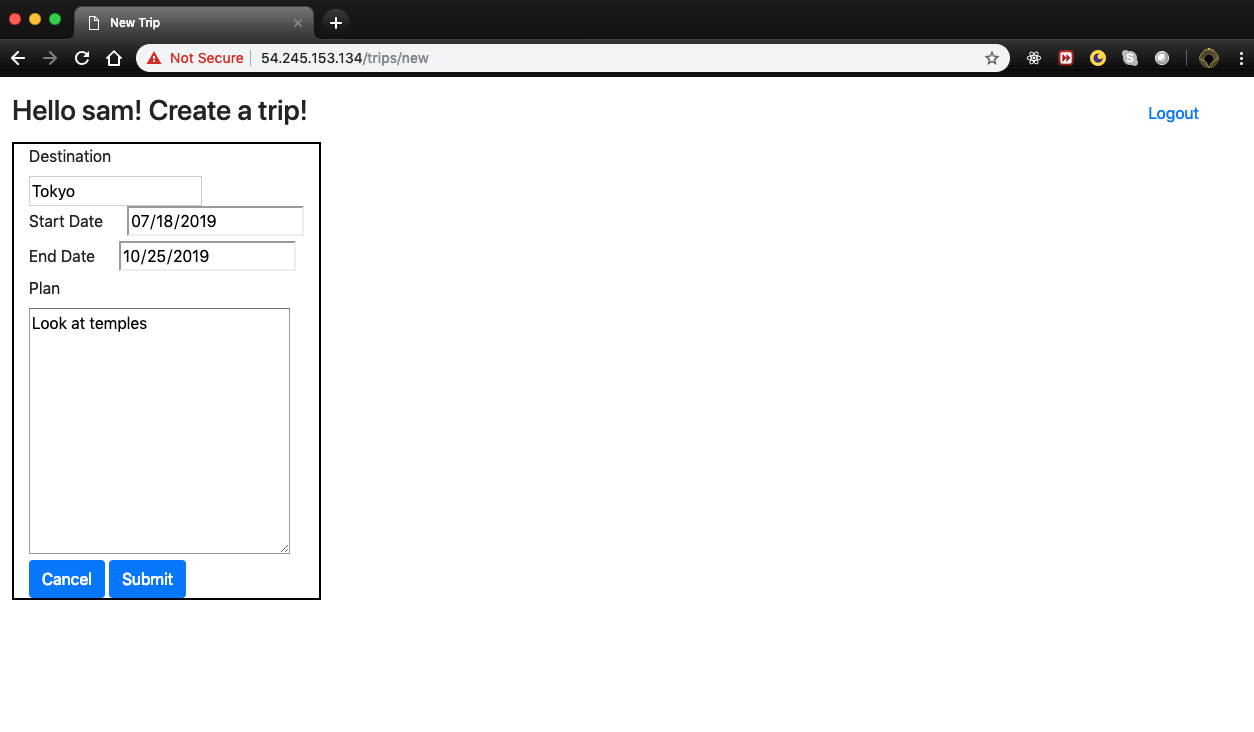 New Trip
Not Secure 54.245.153.134/trips/new
Hello sam! Create a trip!
Logout
Destination
Tokyo
Start Date 07/18/2019
End Date 10/25/2019
Plan
Look at temples
Cancel Submit